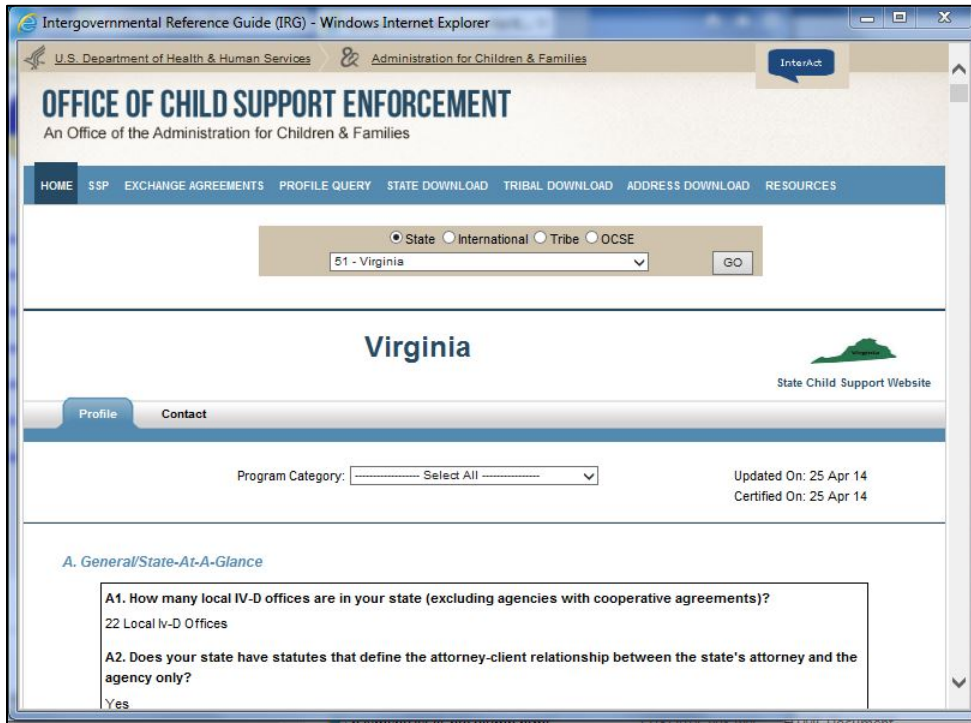 Intergovernmental Reference Guide (IRG) - Windows Internet Explorer
U.S. Department of Health & Human Services Administration for Children & Families
InterAct
OFFICE OF CHILD SUPPORT ENFORCEMENT
An Office of the Administration for Children & Families
HOME SSP EXCHANGE AGREEMENTS PROFILE QUERY STATE DOWNLOAD TRIBAL DOWNLOAD ADDRESS DOWNLOAD RESOURCES
State International Tribe OCSE
51 - Virginia GO
Virginia
Virginia
State Child Support Website
Profile Contact
Program Category: ----------------- Select All ---------------
Updated On: 25 Apr 14
Certified On: 25 Apr 14
A. General/State-At-A-Glance
A1. How many local IV-D offices are in your state (excluding agencies with cooperative agreements)?
22 Local Iv-D Offices
A2. Does your state have statutes that define the attorney-client relationship between the state's attorney and the
agency only?
Yes